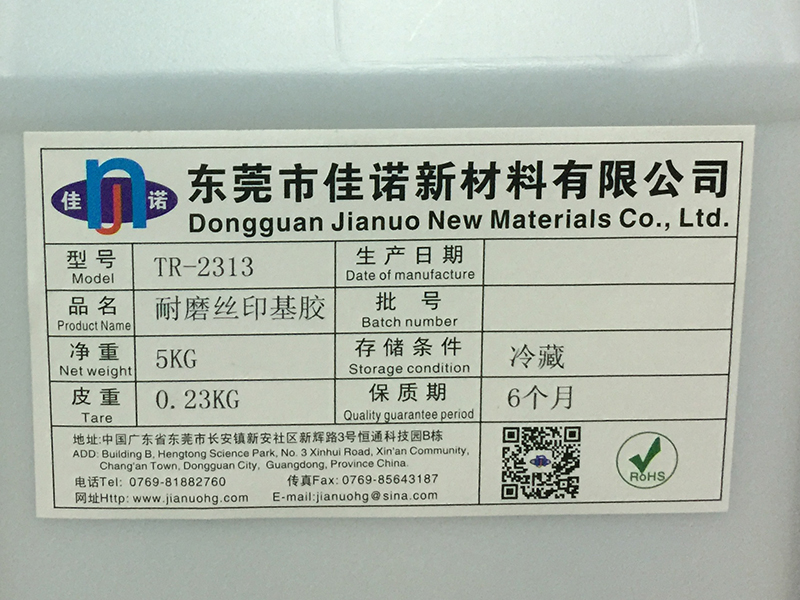 佳 nj 诺
东莞市佳诺新材料有限公司
Dongguan Jianuo New Materials Co., Ltd.
型号 TR-2313 生产日期
Model Date of manufacture
品名 耐磨丝印基胶 批号
Product Name Batch number
净重 5KG 存储条件 冷藏
Net weight Storage condition
皮重 0.23KG 保质期 6个月
Tare Quality guarantee period
地址:中国广东省东莞市长安镇新安社区新辉路3号恒通科技园B栋
ADD: Building B, Hengtong Science Park, No. 3 Xinhui Road, Xin'an Community,
Chang'an Town, Dongguan City, Guangdong, Province China.
电话Tel: 0769-81882760 传真Fax: 0769-85643187
网址Http: www.jianuohg.com E-mail:jianuohg@sina.com
RoHS